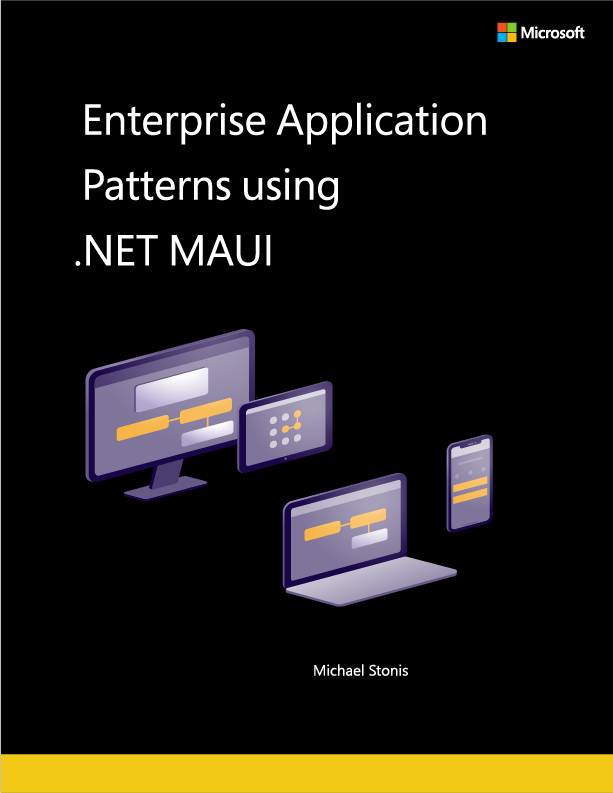 Microsoft
Enterprise Application
Patterns using
.NET MAUI
Michael Stonis